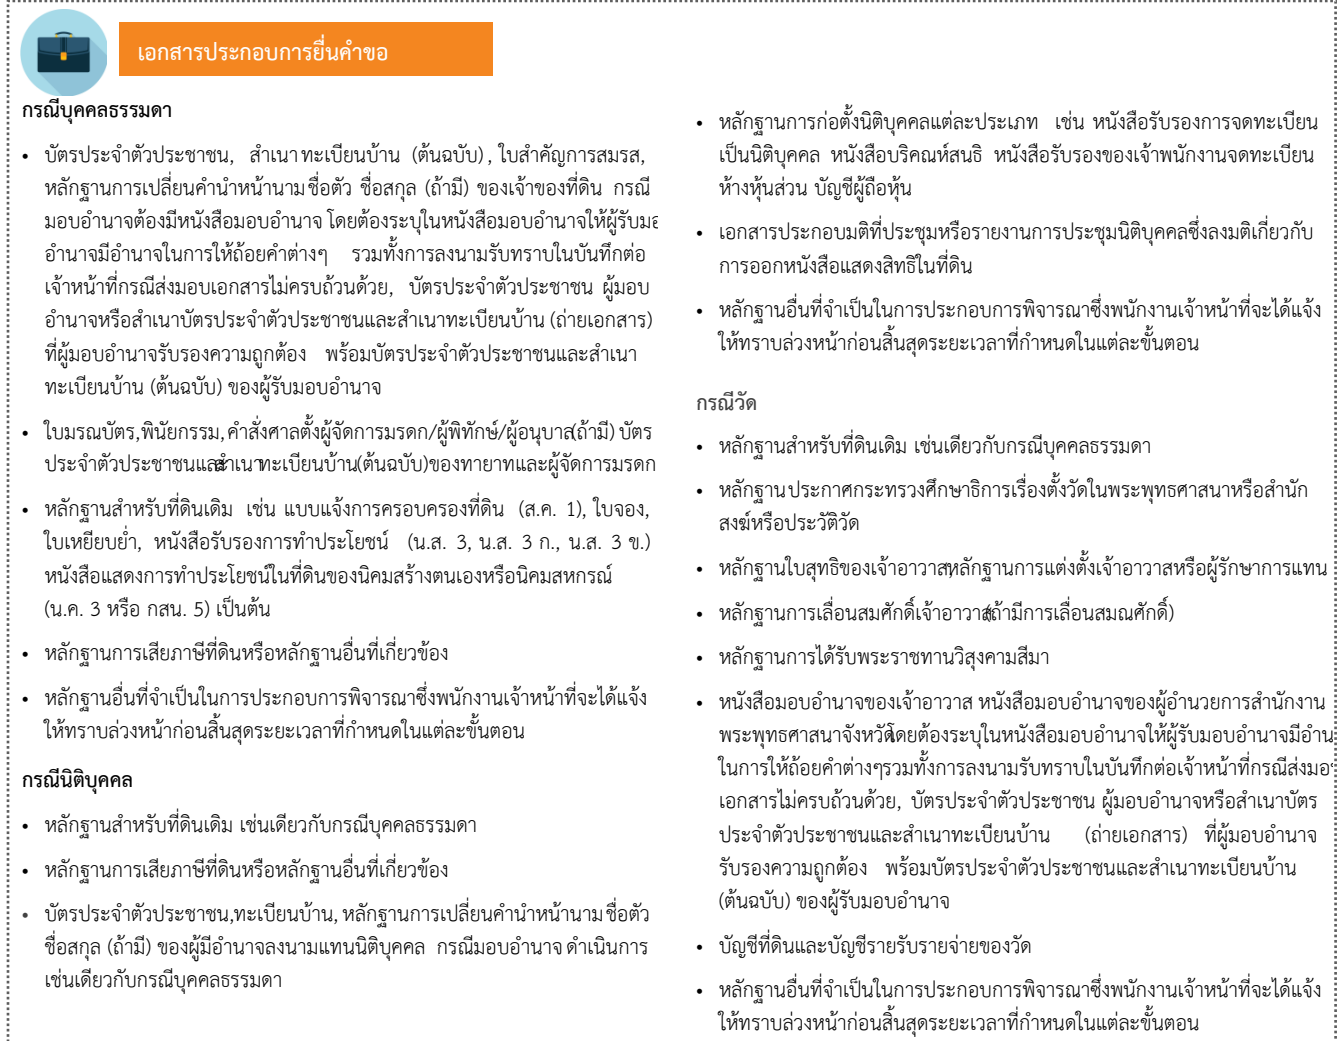 เอกสารประกอบการยื่นคำขอ
กรณีบุคคลธรรมดา
• บัตรประจำตัวประชาชน, สำเนาทะเบียนบ้าน (ต้นฉบับ), ใบสำคัญการสมรส,
หลักฐานการเปลี่ยนคำนำหน้านาม ชื่อตัว ชื่อสกุล (ถ้ามี) ของเจ้าของที่ดิน กรณี
มอบอำนาจต้องมีหนังสือมอบอำนาจ โดยต้องระบุในหนังสือมอบอำนาจให้ผู้รับมอ
อำนาจมีอำนาจในการให้ถ้อยคำต่างๆ รวมทั้งการลงนามรับทราบในบันทึกต่อ
เจ้าหน้าที่กรณีส่งมอบเอกสารไม่ครบถ้วนด้วย, บัตรประจำตัวประชาชน ผู้มอบ
อำนาจหรือสำเนาบัตรประจำตัวประชาชนและสำเนาทะเบียนบ้าน (ถ่ายเอกสาร)
ที่ผู้มอบอำนาจรับรองความถูกต้อง พร้อมบัตรประจำตัวประชาชนและสำเนา
ทะเบียนบ้าน (ต้นฉบับ) ของผู้รับมอบอำนาจ
• ใบมรณบัตร,พินัยกรรม,คำสั่งศาลตั้งผู้จัดการมรดก/ผู้พิทักษ์/ผู้อนุบาล(ถ้ามี) บัตร
ประจำตัวประชาชนและสำเนาทะเบียนบ้าน(ต้นฉบับ)ของทายาทและผู้จัดการมรดก
• หลักฐานสำหรับที่ดินเดิม เช่น แบบแจ้งการครอบครองที่ดิน (ส.ค. 1), ใบจอง,
ใบเหยียบย่ำ, หนังสือรับรองการทำประโยชน์ (น.ส. 3, น.ส. 3 ก., น.ส. 3 ข.)
หนังสือแสดงการทำประโยชน์ในที่ดินของนิคมสร้างตนเองหรือนิคมสหกรณ์
(น.ค. 3 หรือ กสน. 5) เป็นต้น
• หลักฐานการเสียภาษีที่ดินหรือหลักฐานอื่นที่เกี่ยวข้อง
• หลักฐานอื่นที่จำเป็นในการประกอบการพิจารณาซึ่งพนักงานเจ้าหน้าที่จะได้แจ้ง
ให้ทราบล่วงหน้าก่อนสิ้นสุดระยะเวลาที่กำหนดในแต่ละขั้นตอน
กรณีนิติบุคคล
• หลักฐานสำหรับที่ดินเดิม เช่นเดียวกับกรณีบุคคลธรรมดา
• หลักฐานการเสียภาษีที่ดินหรือหลักฐานอื่นที่เกี่ยวข้อง
• บัตรประจำตัวประชาชน,ทะเบียนบ้าน, หลักฐานการเปลี่ยนคำนำหน้านาม ชื่อตัว
ชื่อสกุล (ถ้ามี) ของผู้มีอำนาจลงนามแทนนิติบุคคล กรณีมอบอำนาจ ดำเนินการ
เช่นเดียวกับกรณีบุคคลธรรมดา
• หลักฐานการก่อตั้งนิติบุคคลแต่ละประเภท เช่น หนังสือรับรองการจดทะเบียน
เป็นนิติบุคคล หนังสือบริคณห์สนธิ หนังสือรับรองของเจ้าพนักงานจดทะเบียน
ห้างหุ้นส่วน บัญชีผู้ถือหุ้น
• เอกสารประกอบมติที่ประชุมหรือรายงานการประชุมนิติบุคคลซึ่งลงมติเกี่ยวกับ
การออกหนังสือแสดงสิทธิในที่ดิน
• หลักฐานอื่นที่จำเป็นในการประกอบการพิจารณาซึ่งพนักงานเจ้าหน้าที่จะได้แจ้ง
ให้ทราบล่วงหน้าก่อนสิ้นสุดระยะเวลาที่กำหนดในแต่ละขั้นตอน
กรณีวัด
• หลักฐานสำหรับที่ดินเดิม เช่นเดียวกับกรณีบุคคลธรรมดา
• หลักฐานประกาศกระทรวงศึกษาธิการเรื่องตั้งวัดในพระพุทธศาสนาหรือสำนัก
สงฆ์หรือประวัติวัด
• หลักฐานใบสุทธิของเจ้าอาวาส,หลักฐานการแต่งตั้งเจ้าอาวาสหรือผู้รักษาการแทน
• หลักฐานการเลื่อนสมศักดิ์เจ้าอาวาส(ถ้ามีการเลื่อนสมณศักดิ์)
• หลักฐานการได้รับพระราชทานวิสุงคามสีมา
• หนังสือมอบอำนาจของเจ้าอาวาส หนังสือมอบอำนาจของผู้อำนวยการสำนักงาน
พระพุทธศาสนาจังหวัดโดยต้องระบุในหนังสือมอบอำนาจให้ผู้รับมอบอำนาจมีอำน
ในการให้ถ้อยคำต่างๆรวมทั้งการลงนามรับทราบในบันทึกต่อเจ้าหน้าที่กรณีส่งมอบ
เอกสารไม่ครบถ้วนด้วย, บัตรประจำตัวประชาชน ผู้มอบอำนาจหรือสำเนาบัตร
ประจำตัวประชาชนและสำเนาทะเบียนบ้าน (ถ่ายเอกสาร) ที่ผู้มอบอำนาจ
รับรองความถูกต้อง พร้อมบัตรประจำตัวประชาชนและสำเนาทะเบียนบ้าน
(ต้นฉบับ) ของผู้รับมอบอำนาจ
• บัญชีที่ดินและบัญชีรายรับรายจ่ายของวัด
• หลักฐานอื่นที่จำเป็นในการประกอบการพิจารณาซึ่งพนักงานเจ้าหน้าที่จะได้แจ้ง
ให้ทราบล่วงหน้าก่อนสิ้นสุดระยะเวลาที่กำหนดในแต่ละขั้นตอน